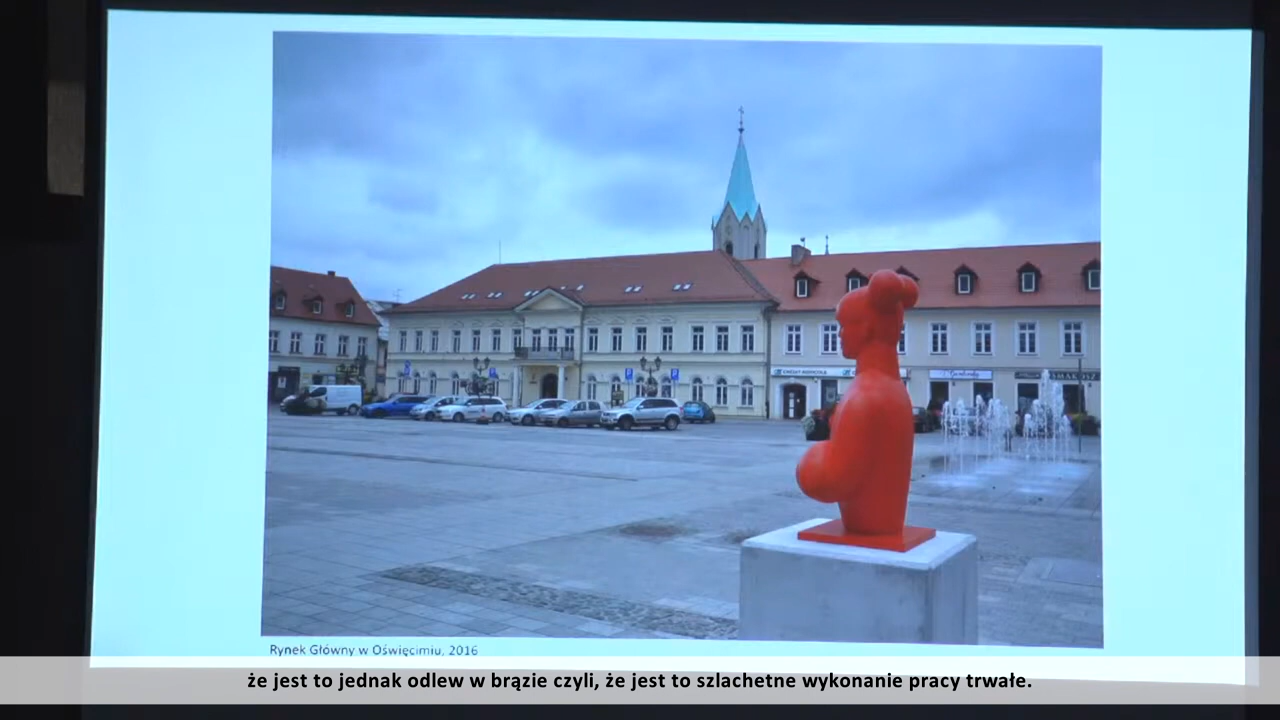 Rynek Główny w Oświęcimiu, 2016
że jest to jednak odlew w brązie czyli, że jest to szlachetne wykonanie pracy trwałe.